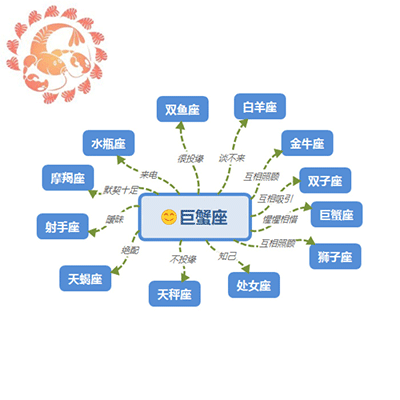 双鱼座
白羊座
水瓶座
金牛座
很投缘
谈不来
摩羯座
来电
互相照顾
双子座
默契十足
互相吸引
射手座
暧昧
😊巨蟹座
惺惺相惜
巨蟹座
绝配
不投缘
知己
互相照顾
狮子座
天蝎座
天秤座
处女座